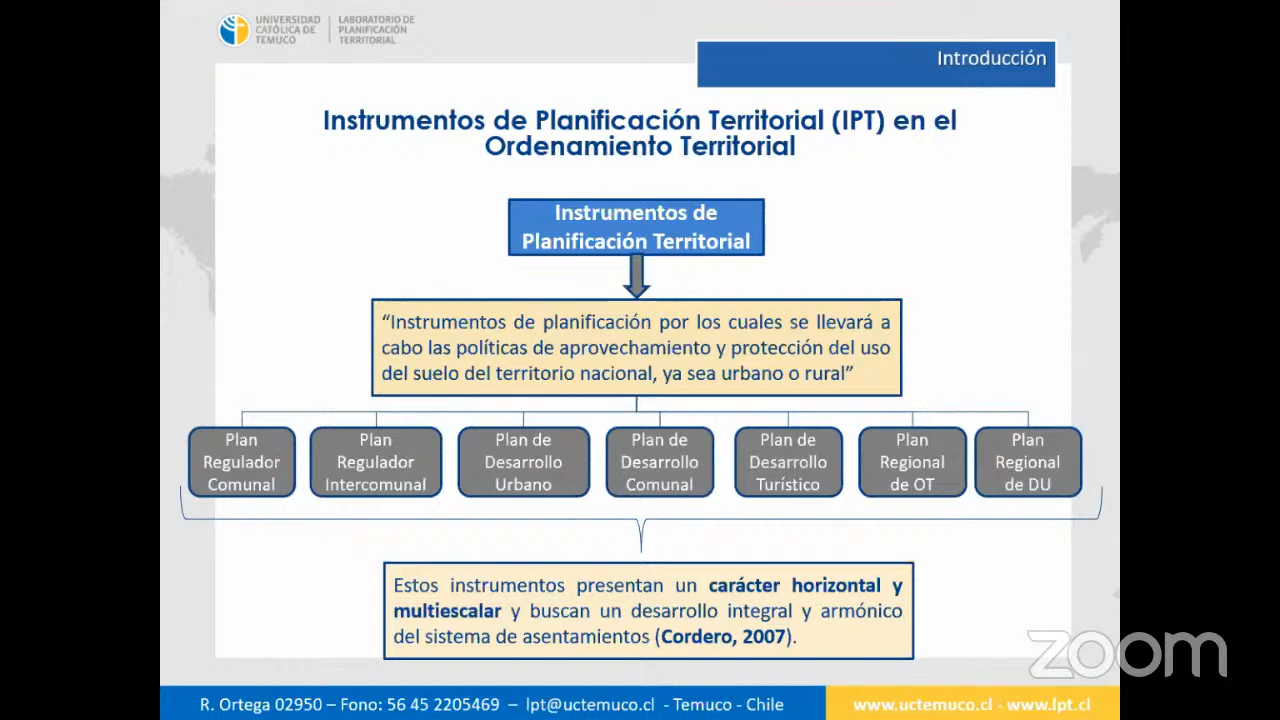 UNIVERSIDAD
CATÓLICA DE
TEMUCO
LABORATORIO DE
PLANIFICACIÓN
TERRITORIAL
Introducción
Instrumentos de Planificación Territorial (IPT) en el
Ordenamiento Territorial
Instrumentos de
Planificación Territorial
“Instrumentos de planificación por los cuales se llevará a
cabo las políticas de aprovechamiento y protección del uso
del suelo del territorio nacional, ya sea urbano o rural”
Plan
Regulador
Comunal
Plan
Regulador
Intercomunal
Plan de
Desarrollo
Urbano
Plan de
Desarrollo
Comunal
Plan de
Desarrollo
Turístico
Plan
Regional
de OT
Plan
Regional
de DU
Estos instrumentos presentan un carácter horizontal y
multiescalar y buscan un desarrollo integral y armónico
del sistema de asentamientos (Cordero, 2007).
zoom
R. Ortega 02950 – Fono: 56 45 2205469 – lpt@uctemuco.cl - Temuco - Chile
www.uctemuco.cl - www.lpt.cl